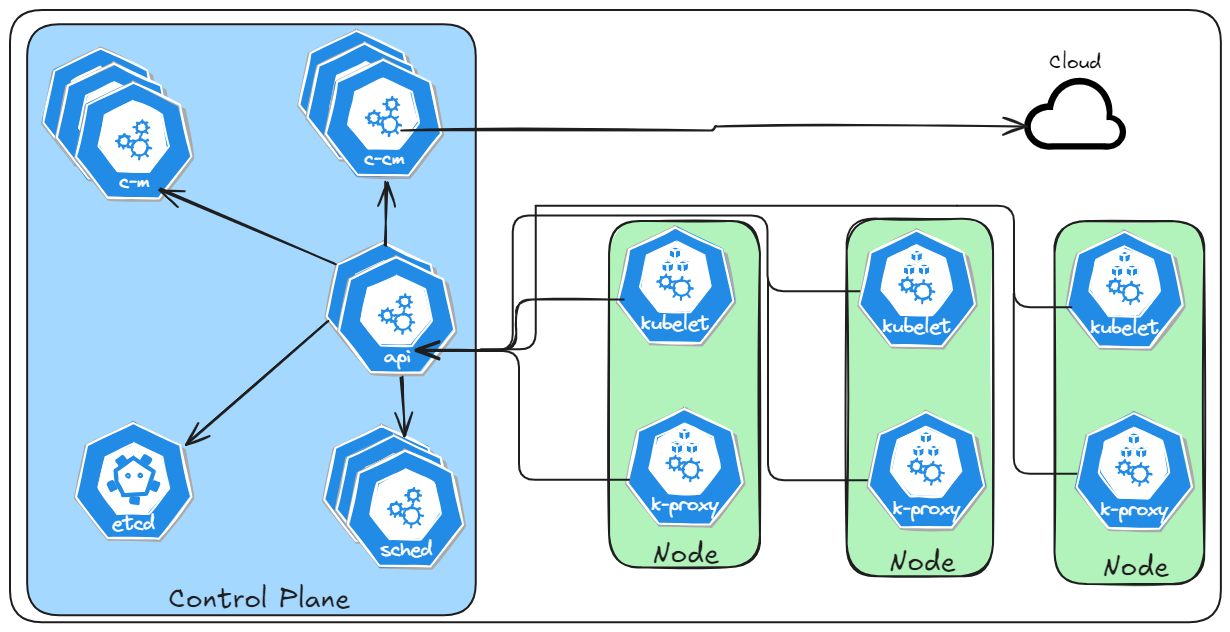 Cloud
c-m
c-cm
api
etcd
sched
Control Plane
kubelet
k-proxy
Node
kubelet
k-proxy
Node
kubelet
k-proxy
Node